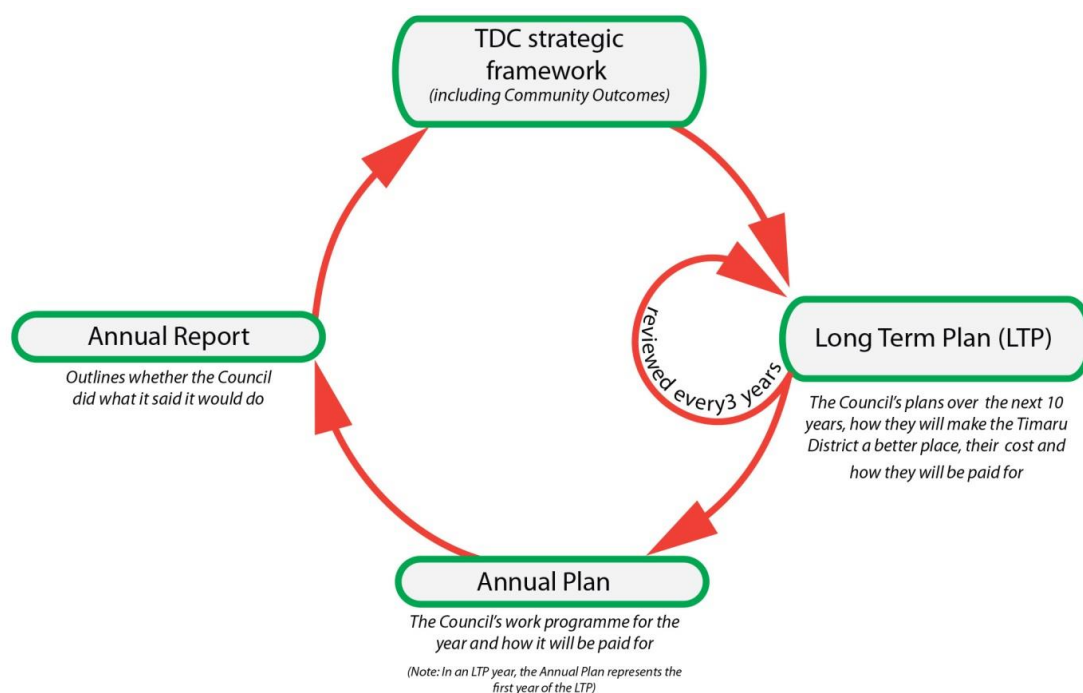 TDC strategic
framework
(including Community Outcomes)
reviewed every3 years
Long Term Plan (LTP)
The Council's plans over the next 10
years, how they will make the Timaru
District a better place, their cost and
how they will be paid for
Annual Report
Outlines whether the Council
did what it said it would do
Annual Plan
The Council's work programme for the
year and how it will be paid for
(Note: In an LTP year, the Annual Plan represents the
first year of the LTP)